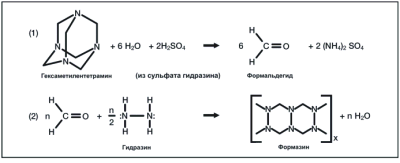 (1) N N N N + 6 H2O + 2H2SO4 6 H H C=O + 2 (NH4)2 SO4
Гексаметилентетрамин (из сульфата гидразина) Формальдегид
(2) n H H C=O + n/2 :N—N: H H H H N N N N N N x + n H2O
Гидразин Формазин